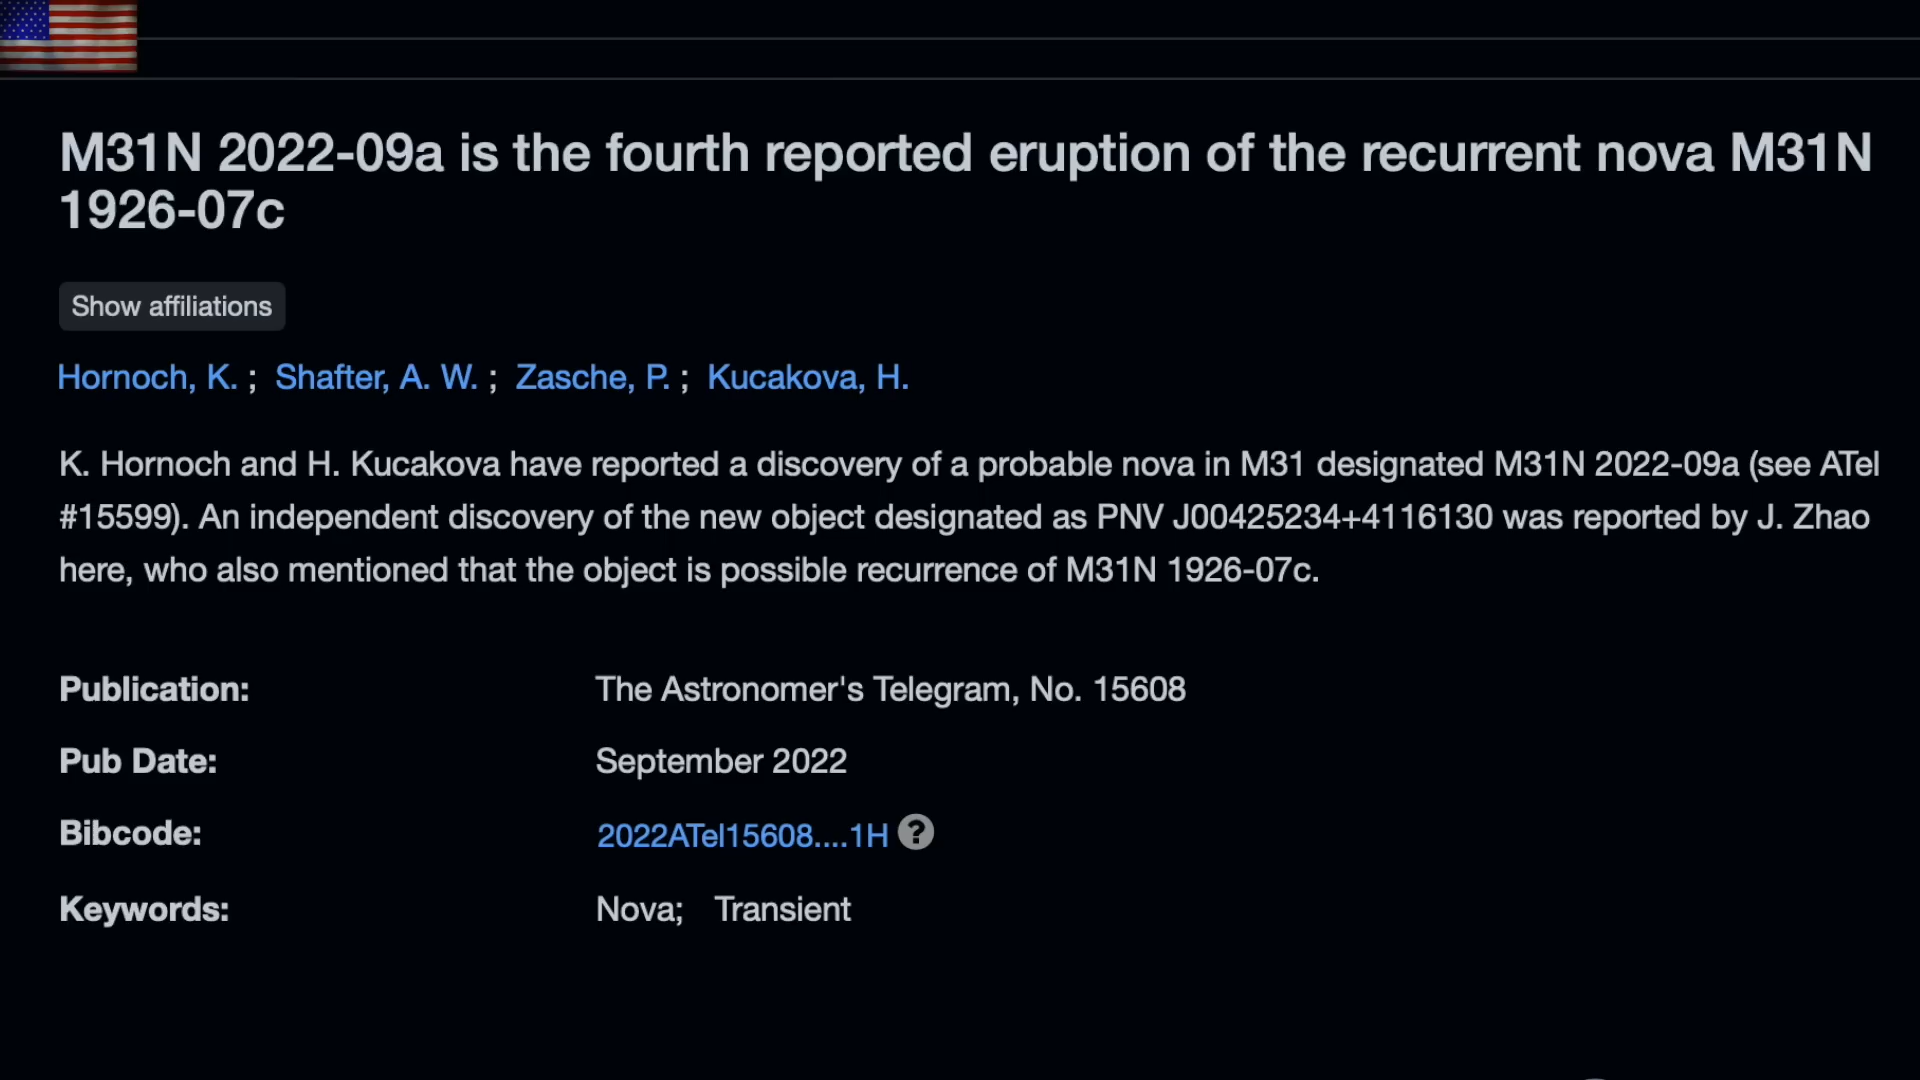 M31N 2022-09a is the fourth reported eruption of the recurrent nova M31N
1926-07c
Show affiliations
Hornoch, K. ; Shafter, A. W. ; Zasche, P. ; Kucakova, H.
K. Hornoch and H. Kucakova have reported a discovery of a probable nova in M31 designated M31N 2022-09a (see ATel
#15599). An independent discovery of the new object designated as PNV J00425234+4116130 was reported by J. Zhao
here, who also mentioned that the object is possible recurrence of M31N 1926-07c.
Publication: The Astronomer's Telegram, No. 15608
Pub Date: September 2022
Bibcode: 2022ATel15608....1H ?
Keywords: Nova; Transient